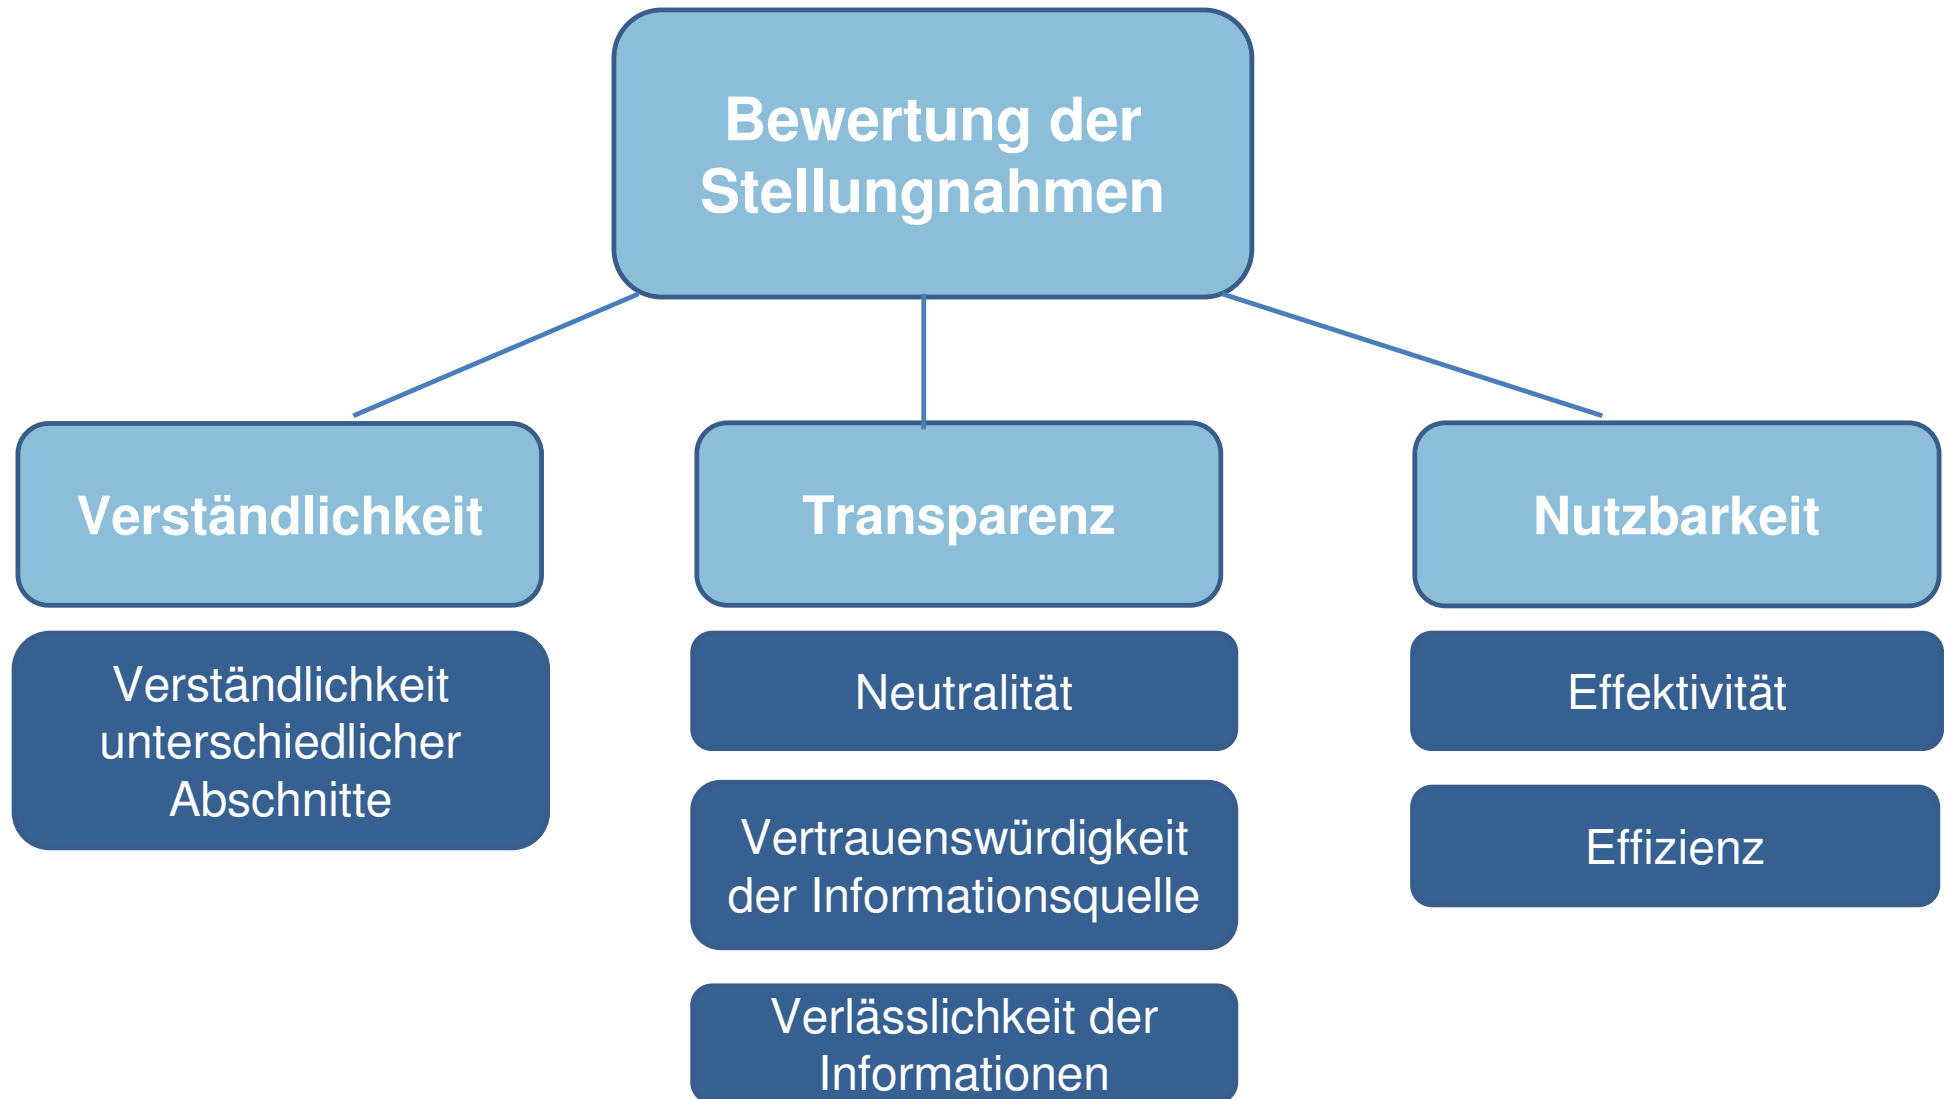 Bewertung der
Stellungnahmen
Verständlichkeit
Verständlichkeit
unterschiedlicher
Abschnitte
Transparenz
Neutralität
Vertrauenswürdigkeit
der Informationsquelle
Verlässlichkeit der
Informationen
Nutzbarkeit
Effektivität
Effizienz